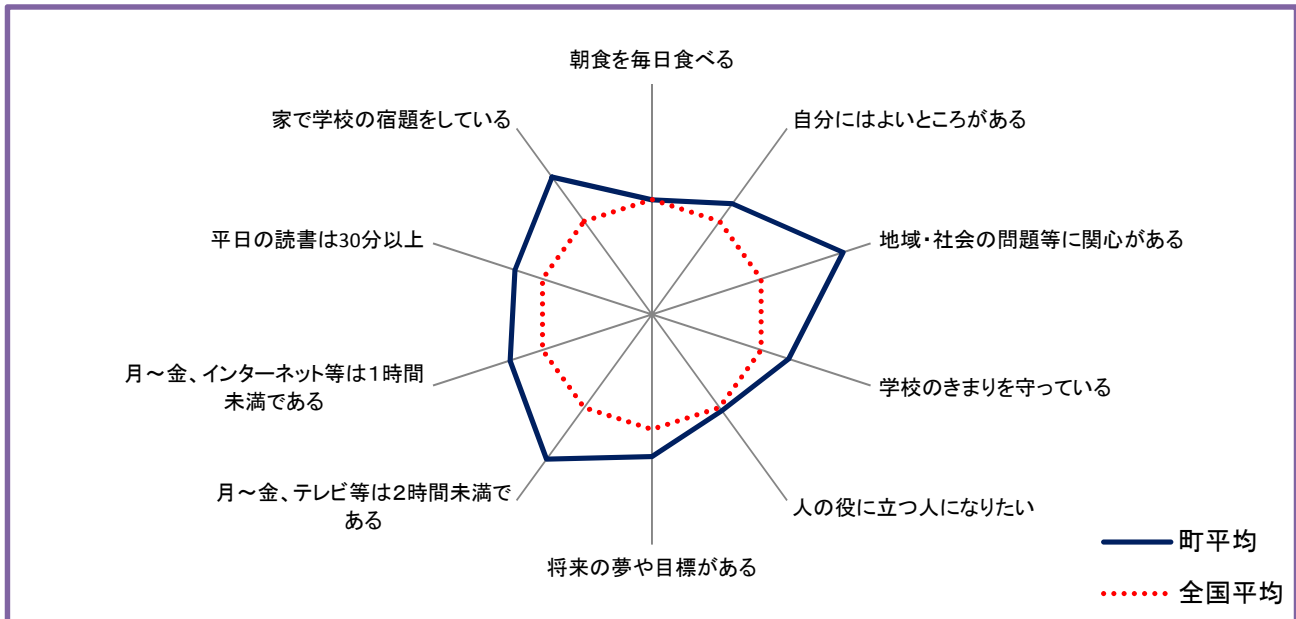 朝食を毎日食べる
自分にはよいところがある
地域・社会の問題等に関心がある
学校のきまりを守っている
人の役に立つ人になりたい
将来の夢や目標がある
月～金、テレビ等は２時間未満で
ある
月～金、インターネット等は１時間
未満である
平日の読書は30分以上
家で学校の宿題をしている
町平均
全国平均